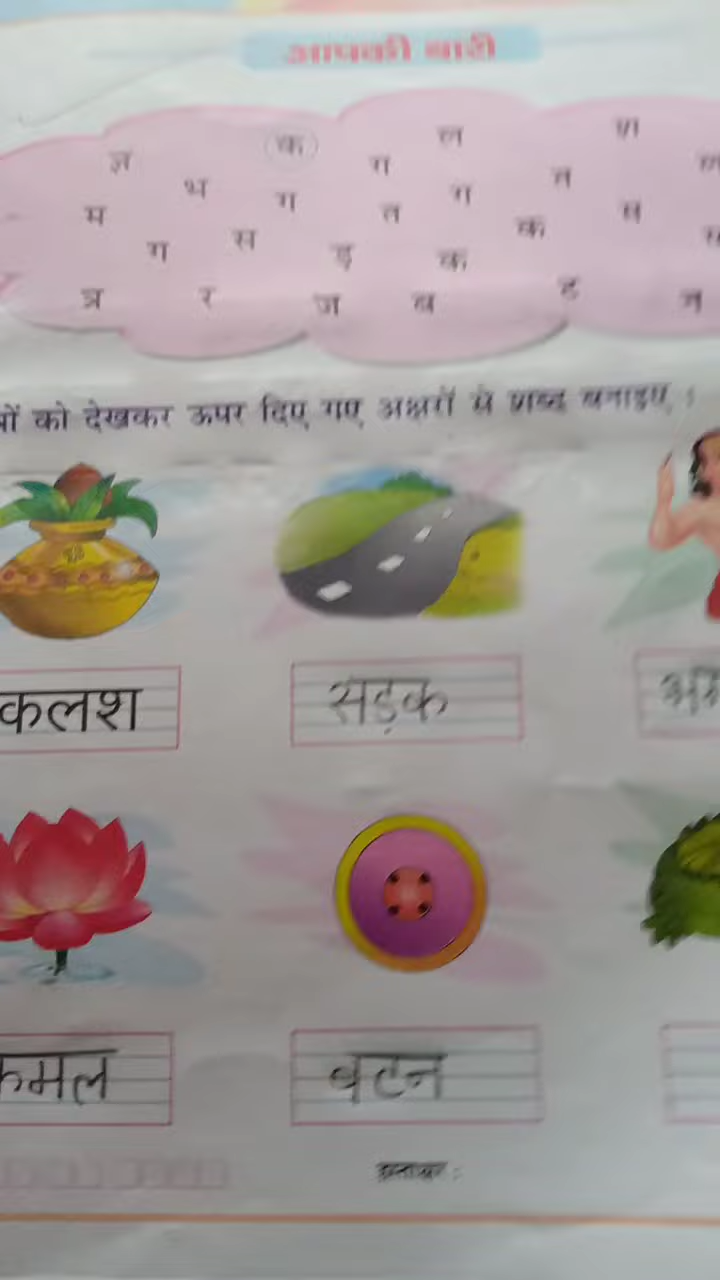 आपकी बारी
क ल ण
ज्ञ ग
भ ग ग त
म त स
ग स ड़ क क
त्र र ज ब ट न
को देखकर ऊपर दिए गए अक्षरों से शब्द बनाइए :
कलश सड़क
कमल बटन
हस्ताक्षर :